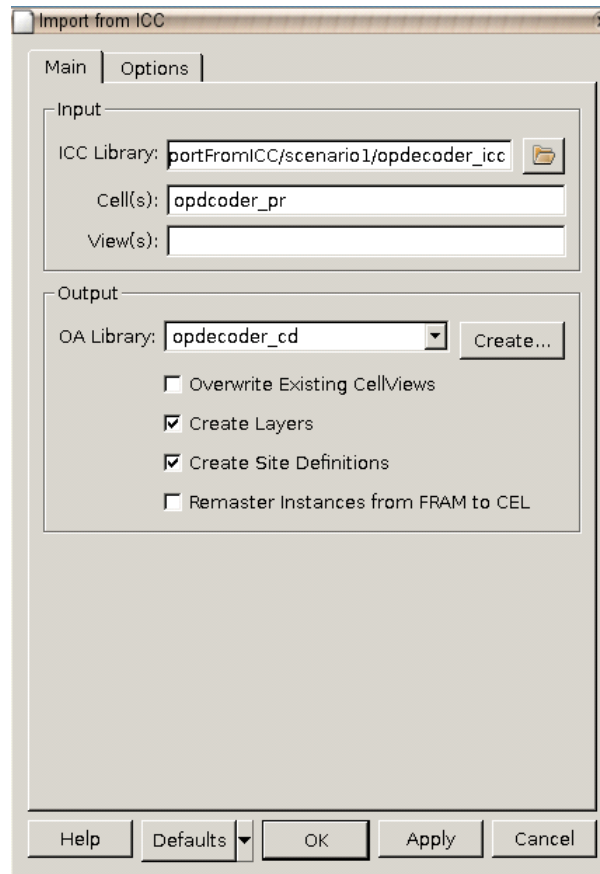 Import from ICC
Main Options
Input
ICC Library: portFromICC/scenario1/opdecoder_icc
Cell(s): opdcoder_pr
View(s):
Output
OA Library: opdecoder_cd Create...
Overwrite Existing CellViews
Create Layers
Create Site Definitions
Remaster Instances from FRAM to CEL
Help Defaults OK Apply Cancel